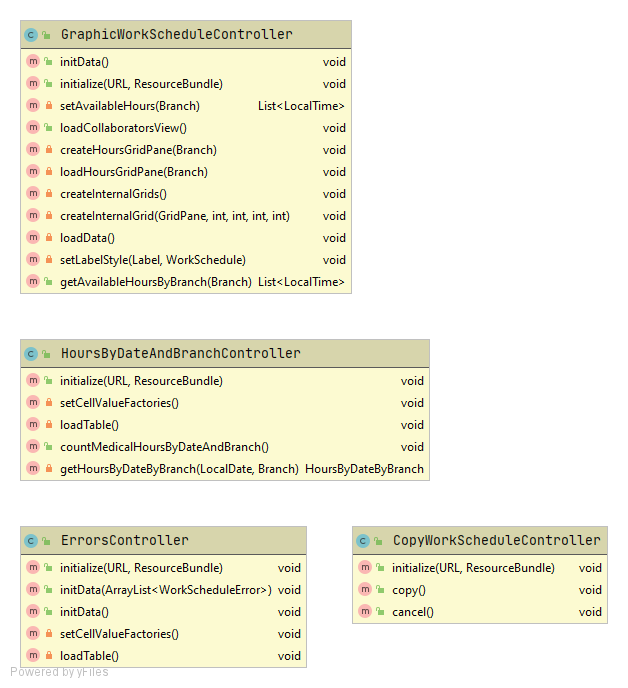 GraphicWorkScheduleController
initData() void
initialize(URL, ResourceBundle) void
setAvailableHours(Branch) List<LocalTime>
loadCollaboratorsView() void
createHoursGridPane(Branch) void
loadHoursGridPane(Branch) void
createInternalGrids() void
createInternalGrid(GridPane, int, int, int, int) void
loadData() void
setLabelStyle(Label, WorkSchedule) void
getAvailableHoursByBranch(Branch) List<LocalTime>
HoursByDateAndBranchController
initialize(URL, ResourceBundle) void
setCellValueFactories() void
loadTable() void
countMedicalHoursByDateAndBranch() void
getHoursByDateByBranch(LocalDate, Branch) HoursByDateByBranch
ErrorsController
initialize(URL, ResourceBundle) void
initData(ArrayList<WorkScheduleError>) void
initData() void
setCellValueFactories() void
loadTable() void
CopyWorkScheduleController
initialize(URL, ResourceBundle) void
copy() void
cancel() void
Powered by yFiles